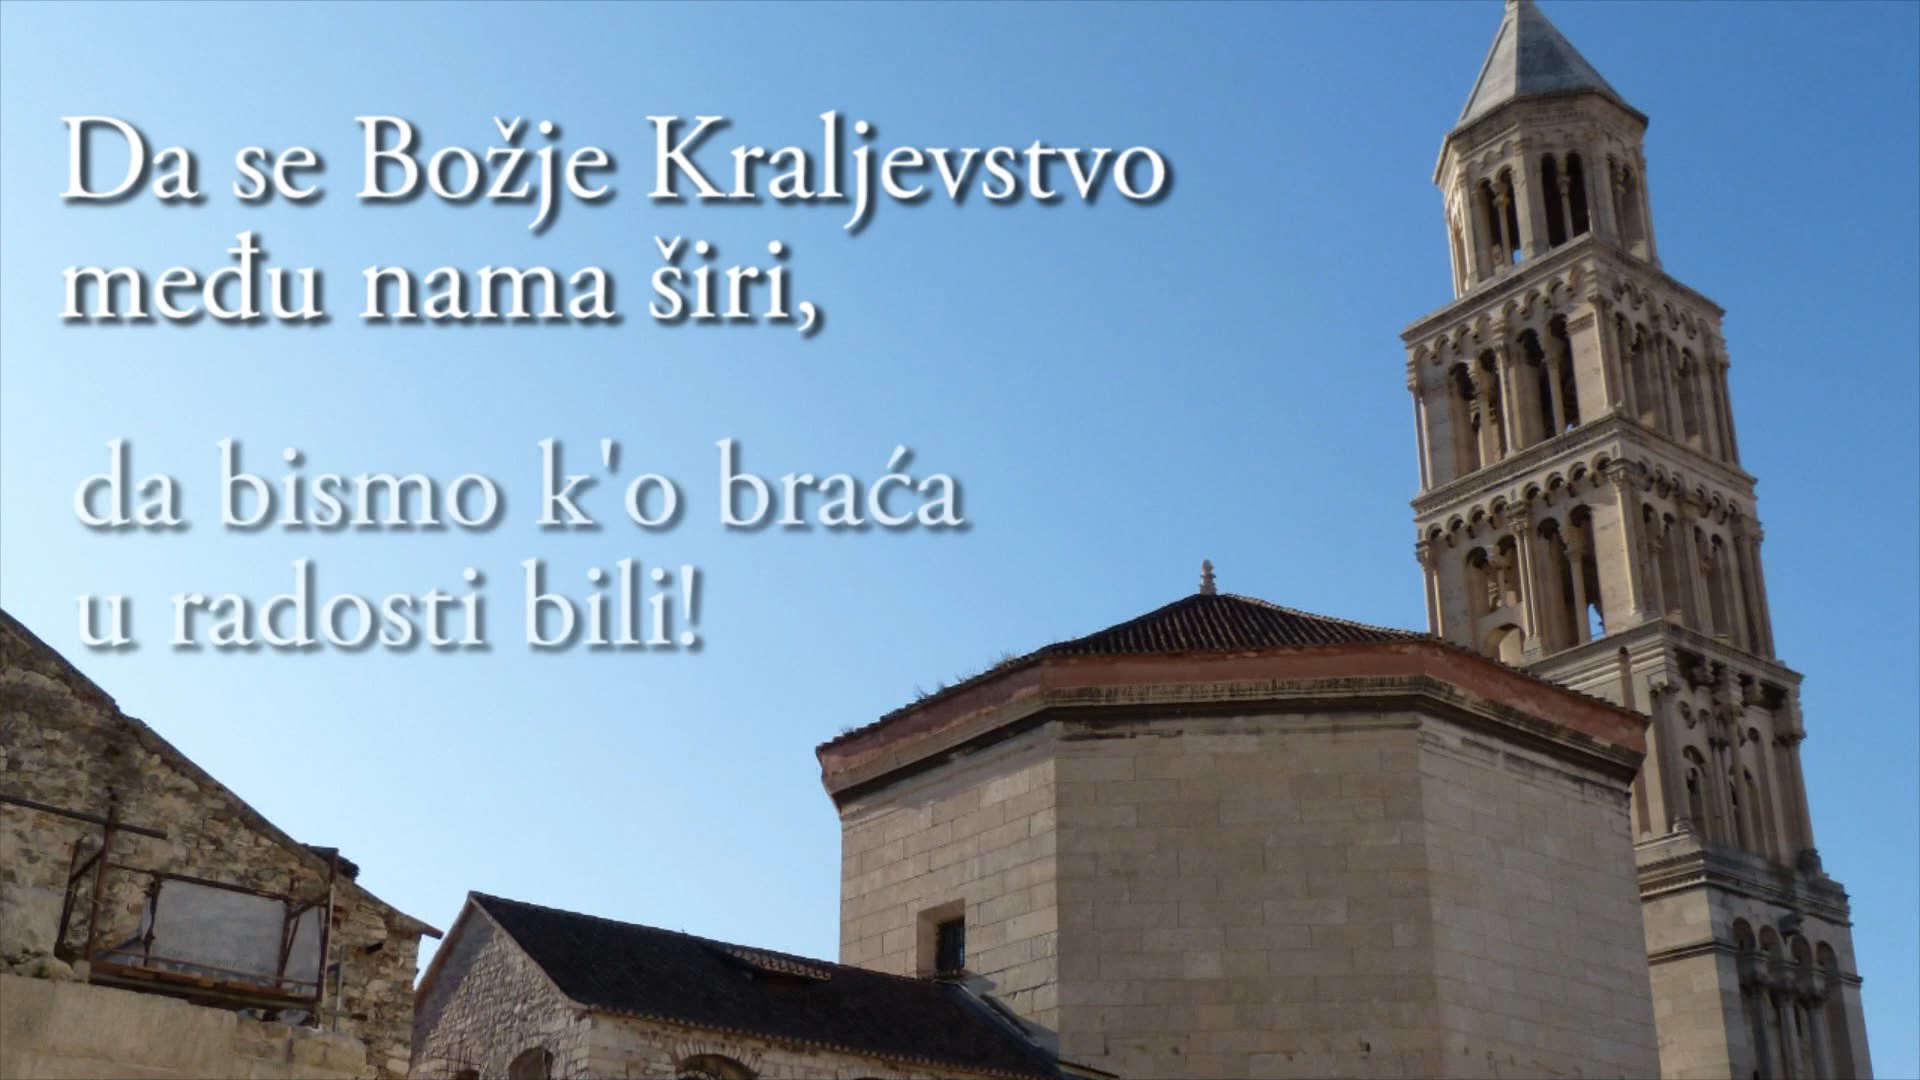 Da se Božje Kraljevstvo
među nama širi,
da bismo k'o braća
u radosti bili!